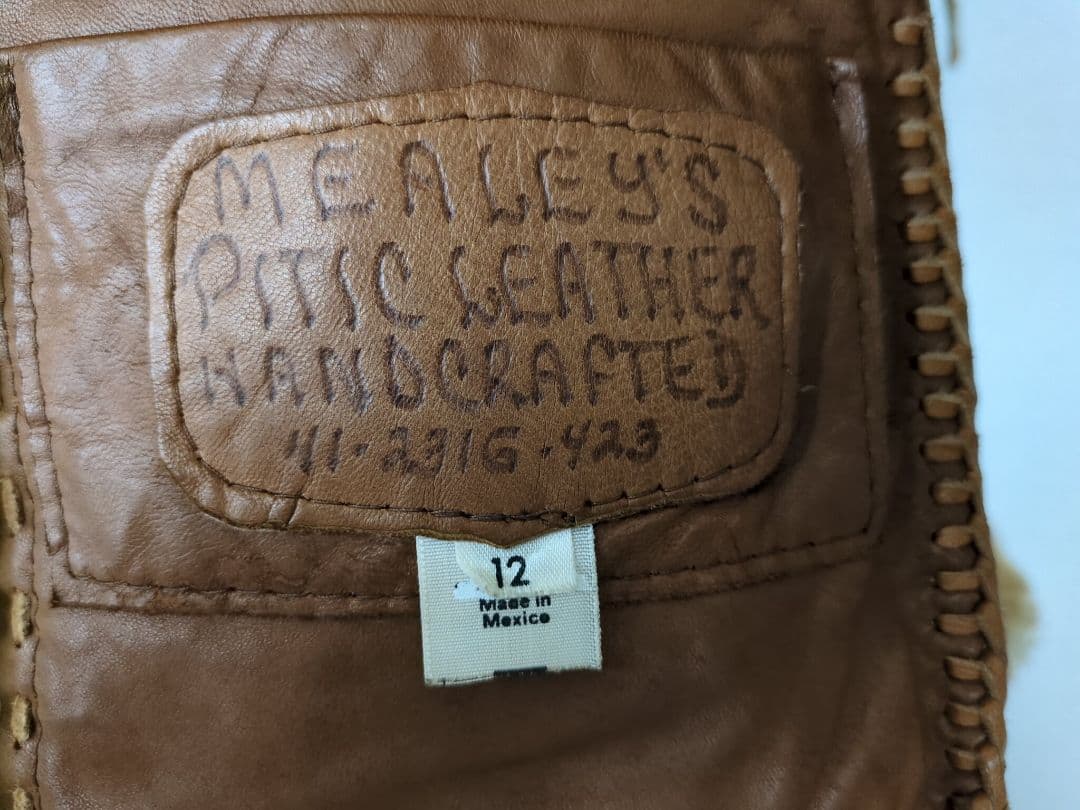 MEALEY'S
PITIC LEATHER
HANDCRAFTED
41-2316-423
12
Made in
Mexico